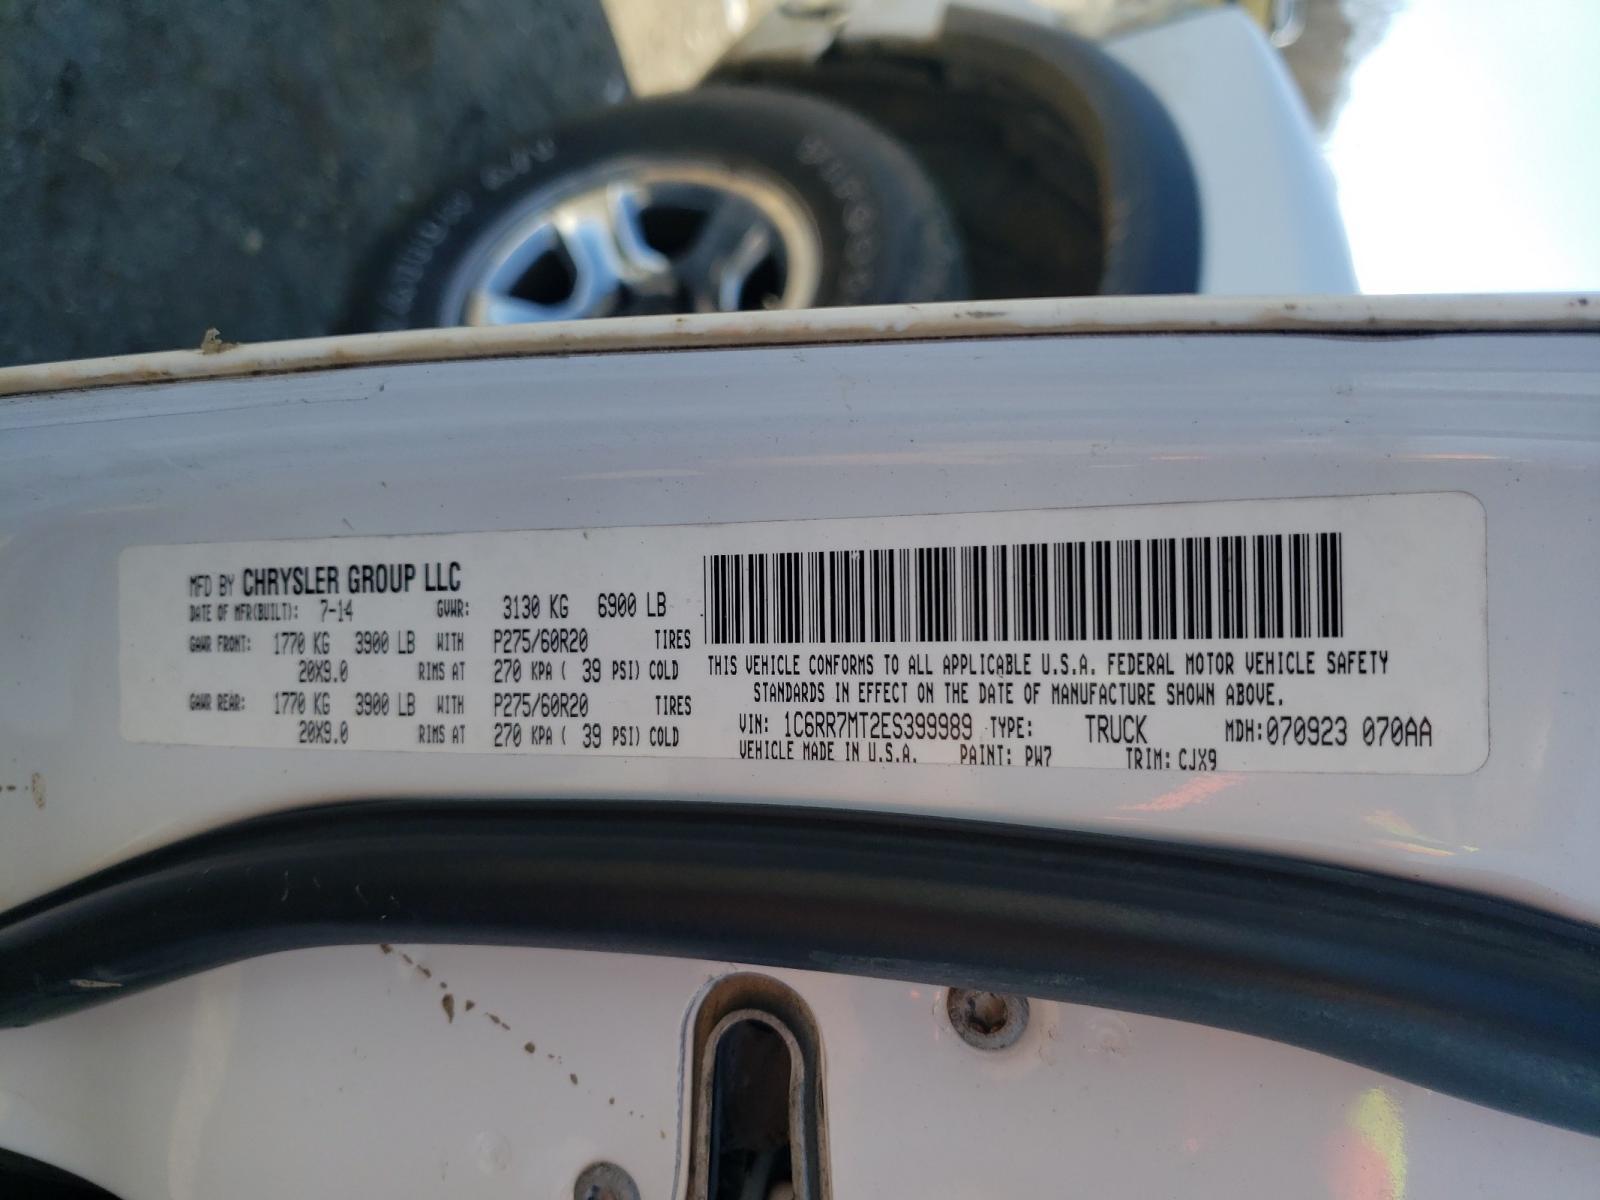 MFD BY CHRYSLER GROUP LLC
DATE OF MFR(BUILT): 7-14 GVWR: 3130 KG 6900 LB
GAWR FRONT: 1770 KG 3900 LB WITH P275/60R20 TIRES
20X9.0 RIMS AT 270 KPA ( 39 PSI) COLD
GAWR REAR: 1770 KG 3900 LB WITH P275/60R20 TIRES
20X9.0 RIMS AT 270 KPA ( 39 PSI) COLD
THIS VEHICLE CONFORMS TO ALL APPLICABLE U.S.A. FEDERAL MOTOR VEHICLE SAFETY
STANDARDS IN EFFECT ON THE DATE OF MANUFACTURE SHOWN ABOVE.
VIN: 1C6RR7MT2ES399989 TYPE: TRUCK MDH:070923 070AA
VEHICLE MADE IN U.S.A. PAINT: PW7 TRIM: CJX9